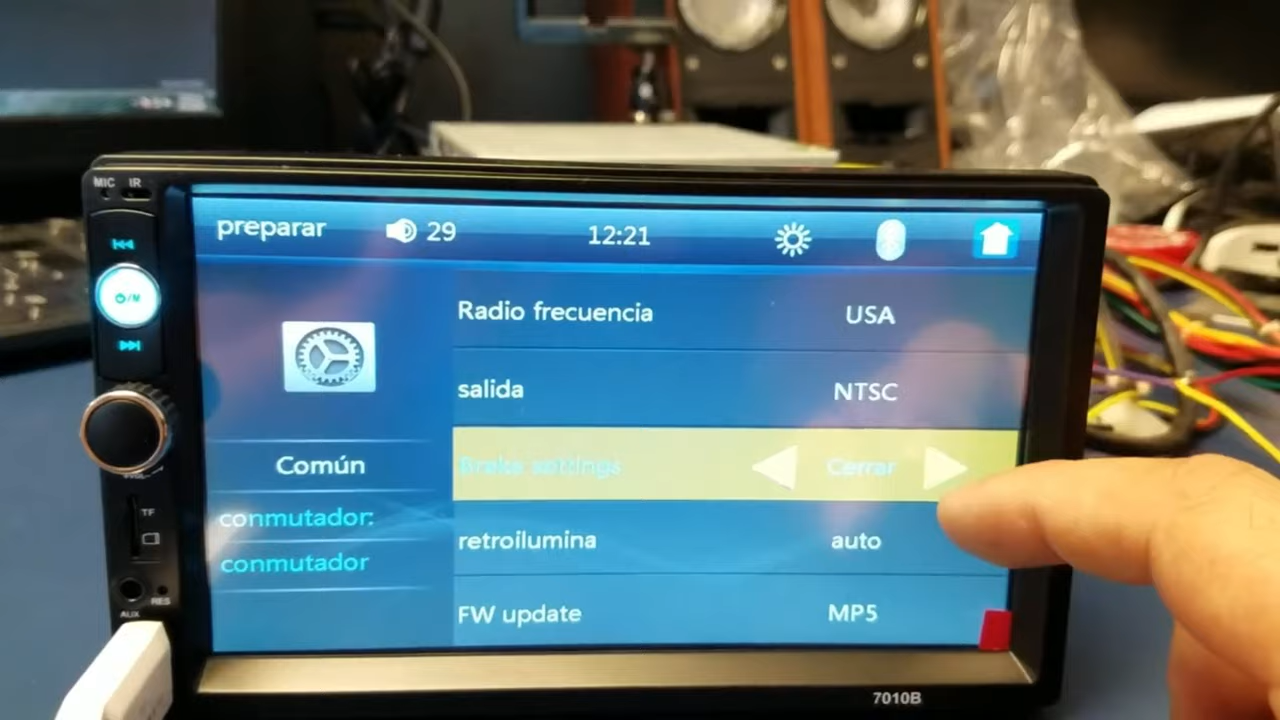 MIC IR
preparar 29 12:21
Radio frecuencia USA
salida NTSC
Brake settings Cerrar
Común
conmutador:
retroilumina auto
conmutador
FW update MP5
/M
TF
RES
AUX
7010B